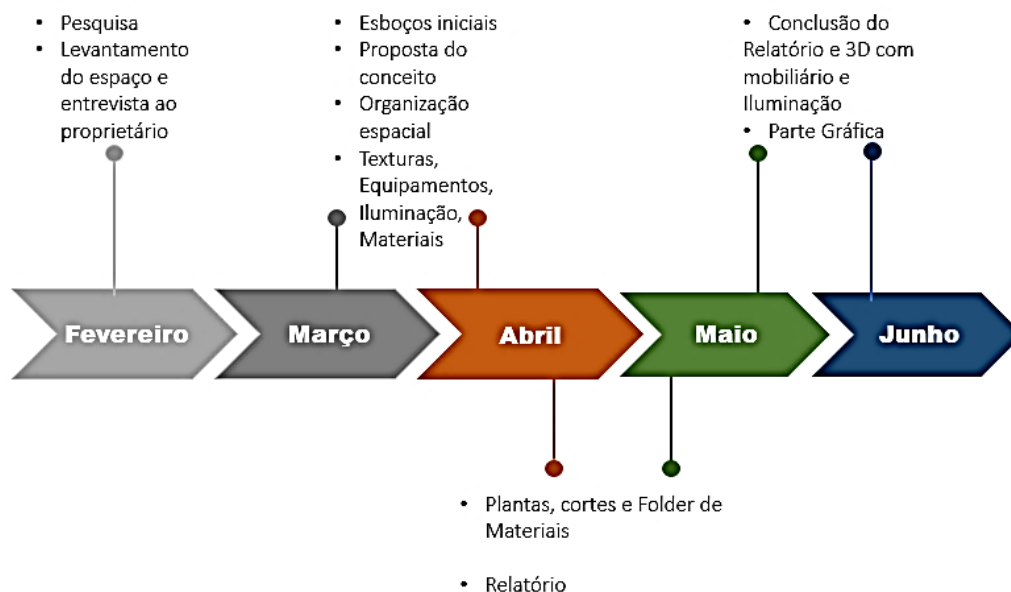 • Pesquisa
• Levantamento
do espaço e
entrevista ao
proprietário
• Esboços iniciais
• Proposta do
conceito
• Organização
espacial
• Texturas,
Equipamentos,
Iluminação,
Materiais
• Conclusão do
Relatório e 3D com
mobiliário e
Iluminação
• Parte Gráfica
Fevereiro
Março
Abril
Maio
Junho
• Plantas, cortes e Folder de
Materiais
• Relatório